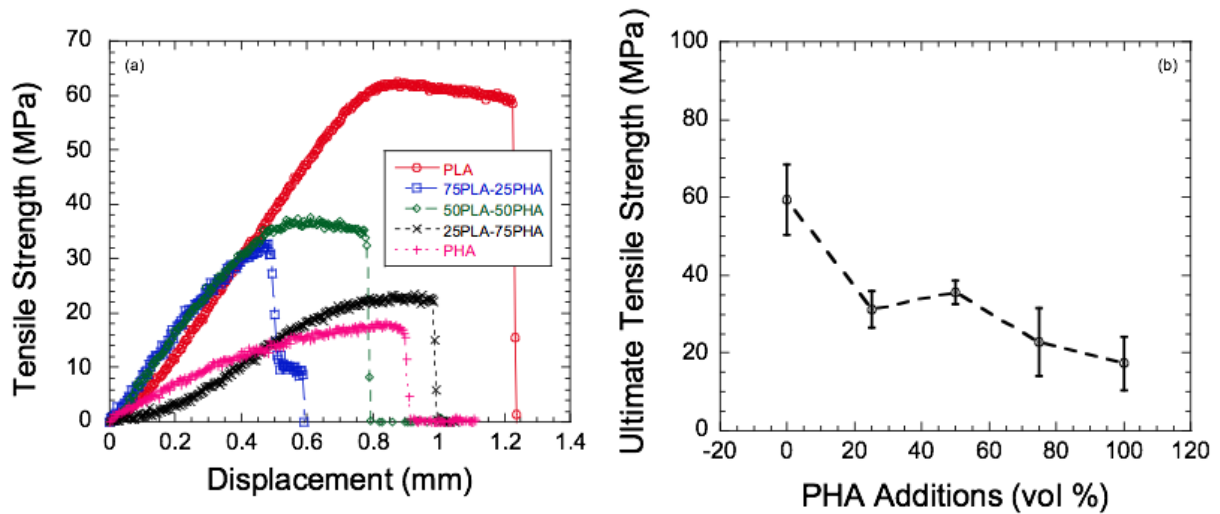 70
60
50
40
30
20
10
0
Tensile Strength (MPa)
(a)
PLA
75PLA-25PHA
50PLA-50PHA
25PLA-75PHA
PHA
0 0.2 0.4 0.6 0.8 1 1.2 1.4
Displacement (mm)
100
80
60
40
20
0
Ultimate Tensile Strength (MPa)
(b)
-20 0 20 40 60 80 100 120
PHA Additions (vol %)